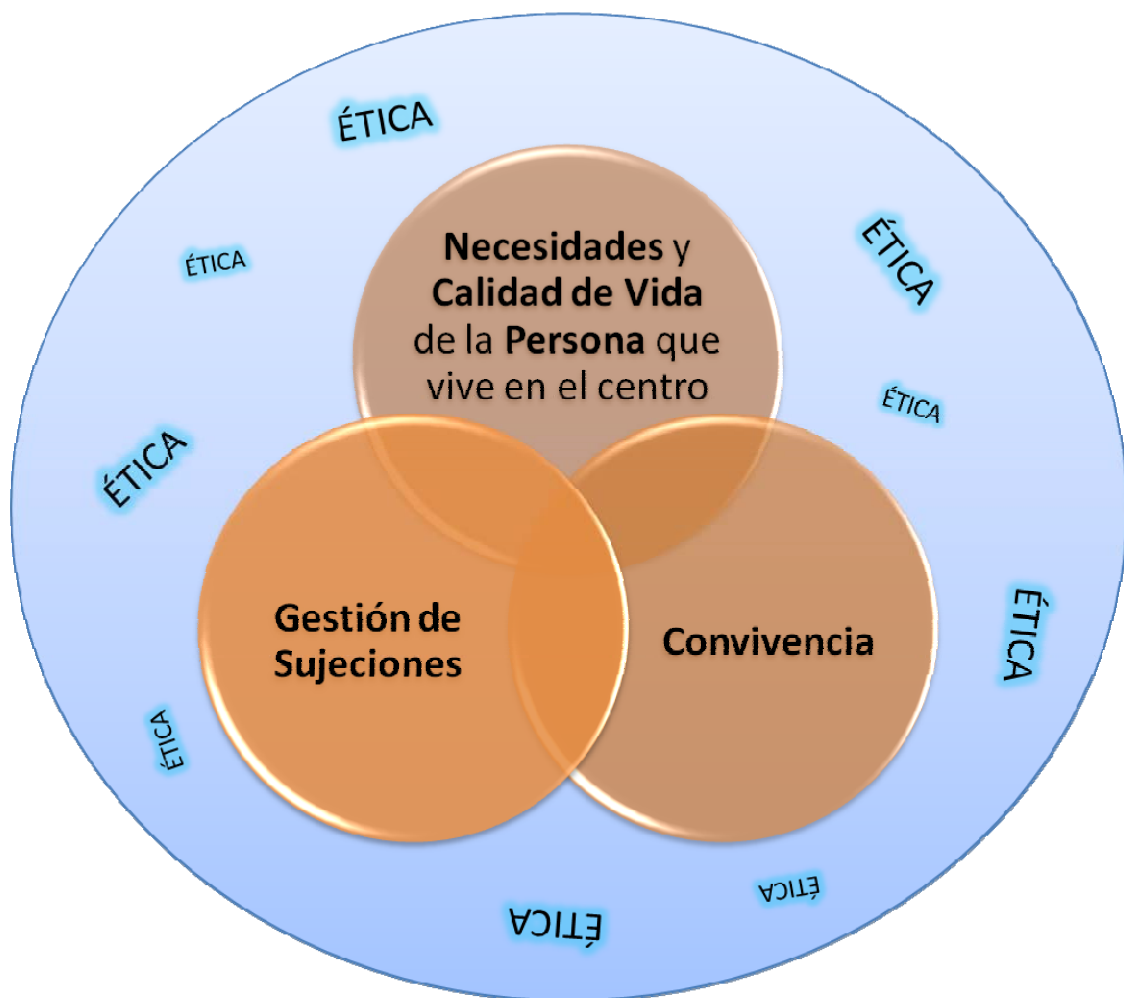 ÉTICA
ÉTICA
ÉTICA
Necesidades y
Calidad de Vida
de la Persona que
vive en el centro
ÉTICA
ÉTICA
Gestión de
Sujeciones
Convivencia
ÉTICA
ÉTICA
ÉTICA
ÉTICA